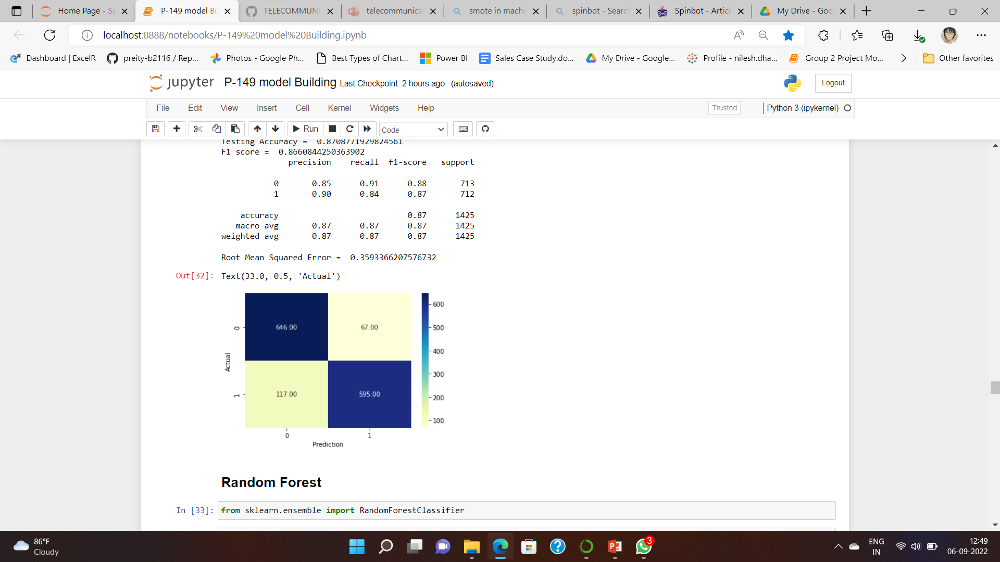 Home Page - Se
P-149 model Bu
TELECOMMUNI
telecommunicat
smote in machi
spinbot - Search
Spinbot - Article
My Drive - Goo
localhost:8888/notebooks/P-149%20model%20Building.ipynb
Dashboard | ExcelR
preity-b2116 / Rep...
Photos - Google Ph...
Best Types of Chart...
Power BI
Sales Case Study.do...
My Drive - Google...
Profile - nilesh.dha...
Group 2 Project Mo...
Other favorites
jupyter P-149 model Building Last Checkpoint: 2 hours ago (autosaved)
Logout
File Edit View Insert Cell Kernel Widgets Help
Trusted
Python 3 (ipykernel)
Run
Code
Testing Accuracy = 0.8708771929824561
F1 score = 0.8660844250363902
precision recall f1-score support
0 0.85 0.91 0.88 713
1 0.90 0.84 0.87 712
accuracy 0.87 1425
macro avg 0.87 0.87 0.87 1425
weighted avg 0.87 0.87 0.87 1425
Root Mean Squared Error = 0.3593366207576732
Out[32]: Text(33.0, 0.5, 'Actual')
646.00 67.00
117.00 595.00
0
1
Actual
0 1
Prediction
600
500
400
300
200
100
Random Forest
In [33]: from sklearn.ensemble import RandomForestClassifier
86°F
Cloudy
3
ENG
IN
12:49
06-09-2022